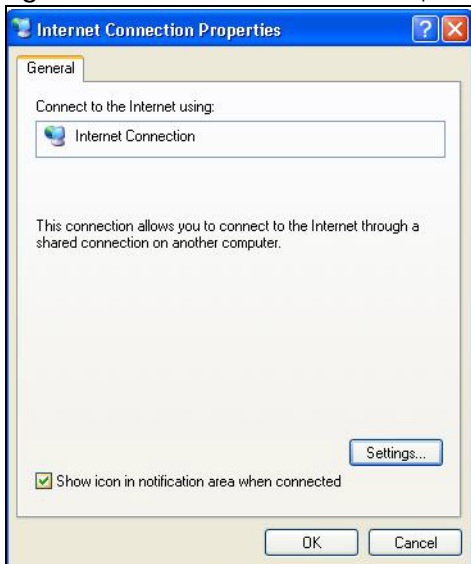 Internet Connection Properties
General
Connect to the Internet using:
Internet Connection
This connection allows you to connect to the Internet through a
shared connection on another computer.
Settings...
Show icon in notification area when connected
OK
Cancel